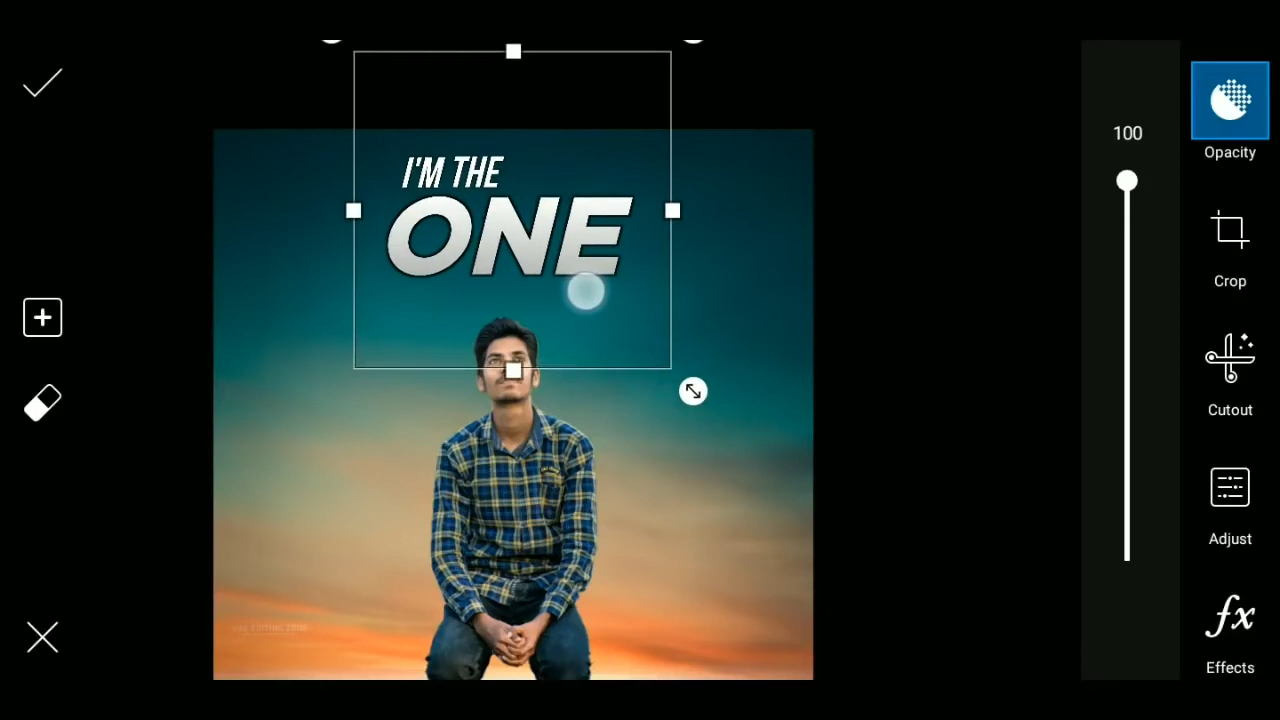 100
Opacity
I'M THE
ONE
Crop
Cutout
Adjust
Effects